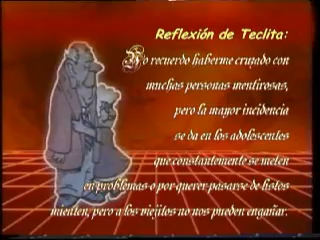 Reflexión de Teclita:
No recuerdo haberme cruzado con
muchas personas mentirosas,
pero la mayor incidencia
se da en los adolescentes
que constantemente se meten
en problemas o por querer pasarse de listos
mienten, pero a los viejitos no nos pueden engañar.